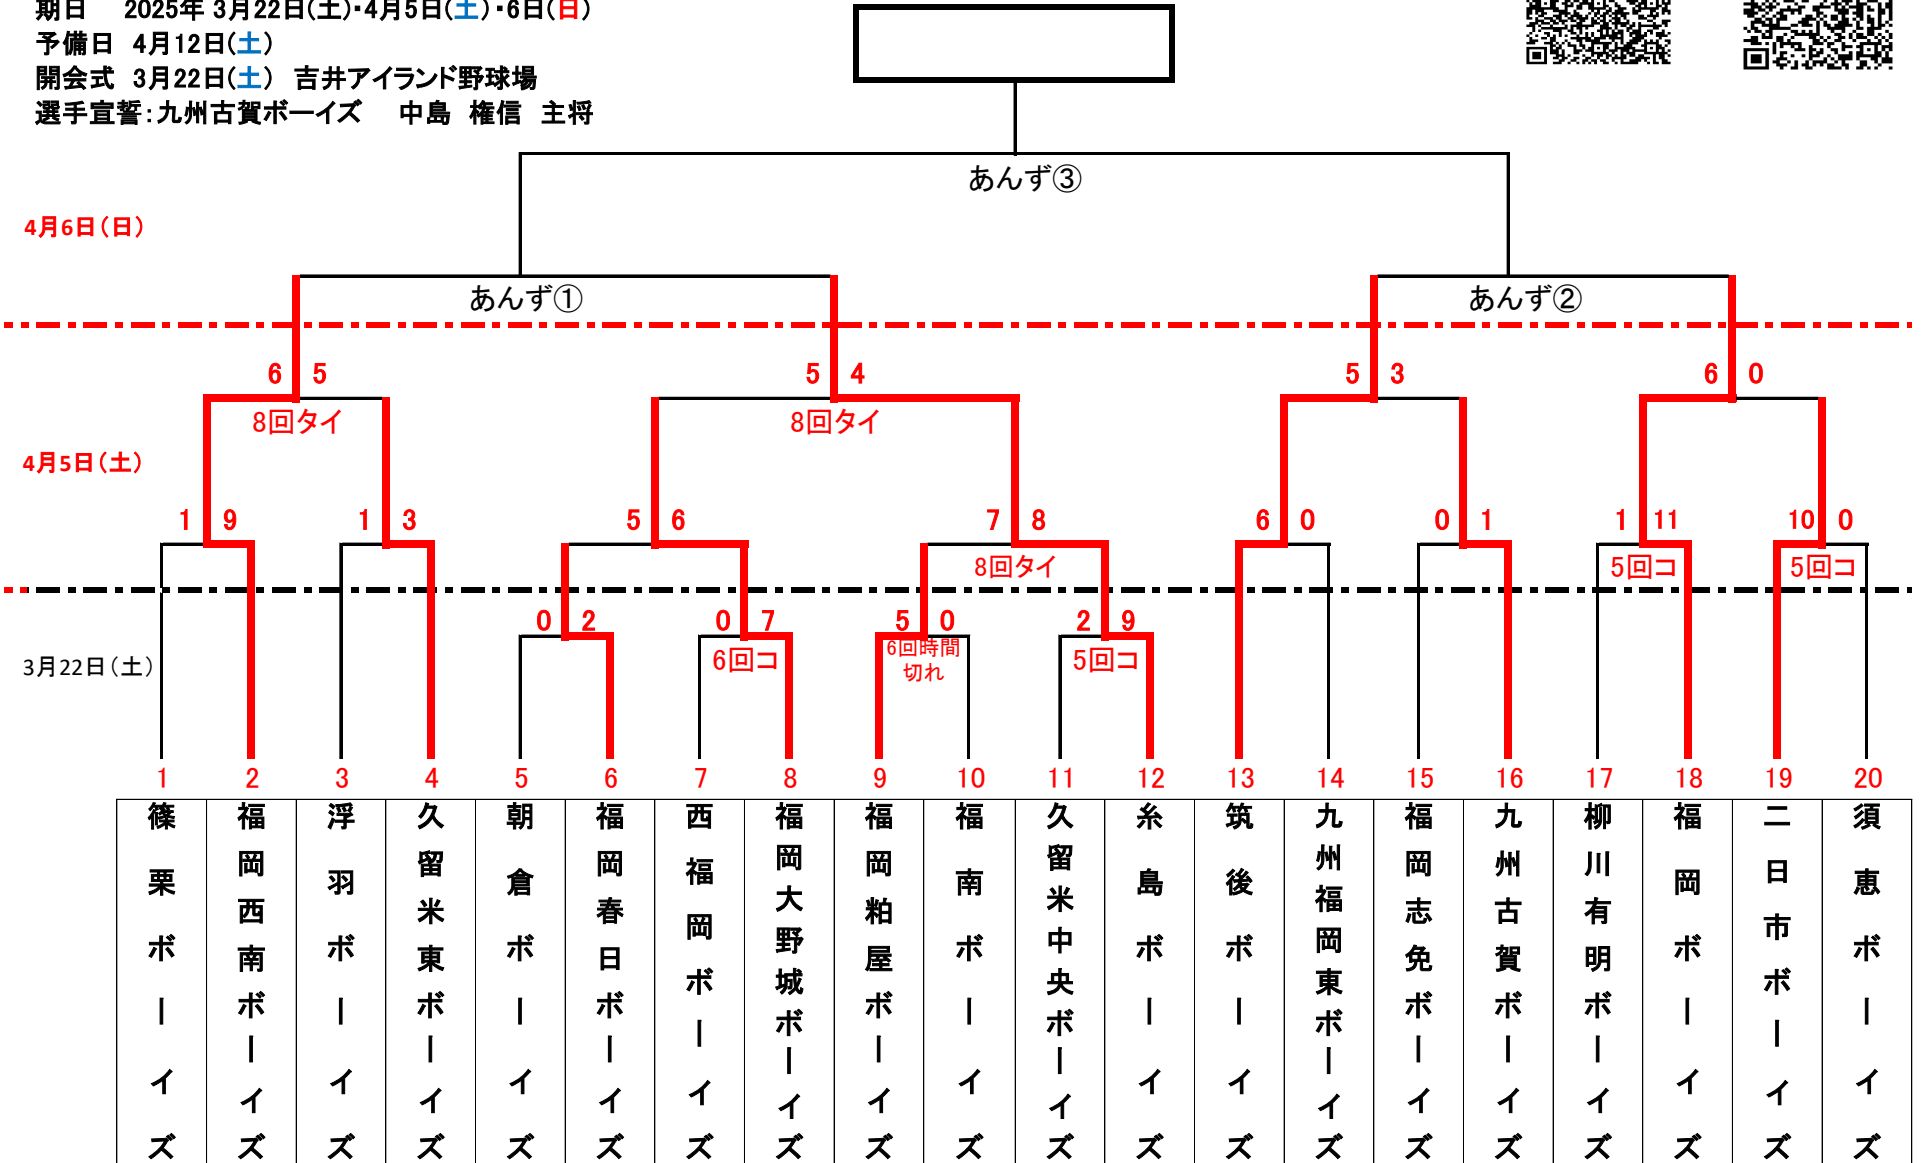 期日　2025年 3月22日(土)・4月5日(土)・6日(日)
予備日　4月12日(土)
開会式　3月22日(土)　吉井アイランド野球場
選手宣誓：九州古賀ボーイズ　中島　権信　主将
あんず③
4月6日(日)
あんず① あんず②
6 5 5 4 5 3 6 0
8回タイ 8回タイ
4月5日(土)
1 9 1 3 5 6 7 8 6 0 0 1 1 11 10 0
8回タイ 5回コ 5回コ
0 2 0 7 5 0 2 9
3月22日(土)
6回コ 6回時間 5回コ
切れ
1 2 3 4 5 6 7 8 9 10 11 12 13 14 15 16 17 18 19 20
篠栗ボーイズ
福岡西南ボーイズ
浮羽ボーイズ
久留米東ボーイズ
朝倉ボーイズ
福岡春日ボーイズ
西福岡ボーイズ
福岡大野城ボーイズ
福岡粕屋ボーイズ
福南ボーイズ
久留米中央ボーイズ
糸島ボーイズ
筑後ボーイズ
九州福岡東ボーイズ
福岡志免ボーイズ
九州古賀ボーイズ
柳川有明ボーイズ
福岡ボーイズ
二日市ボーイズ
須恵ボーイズ